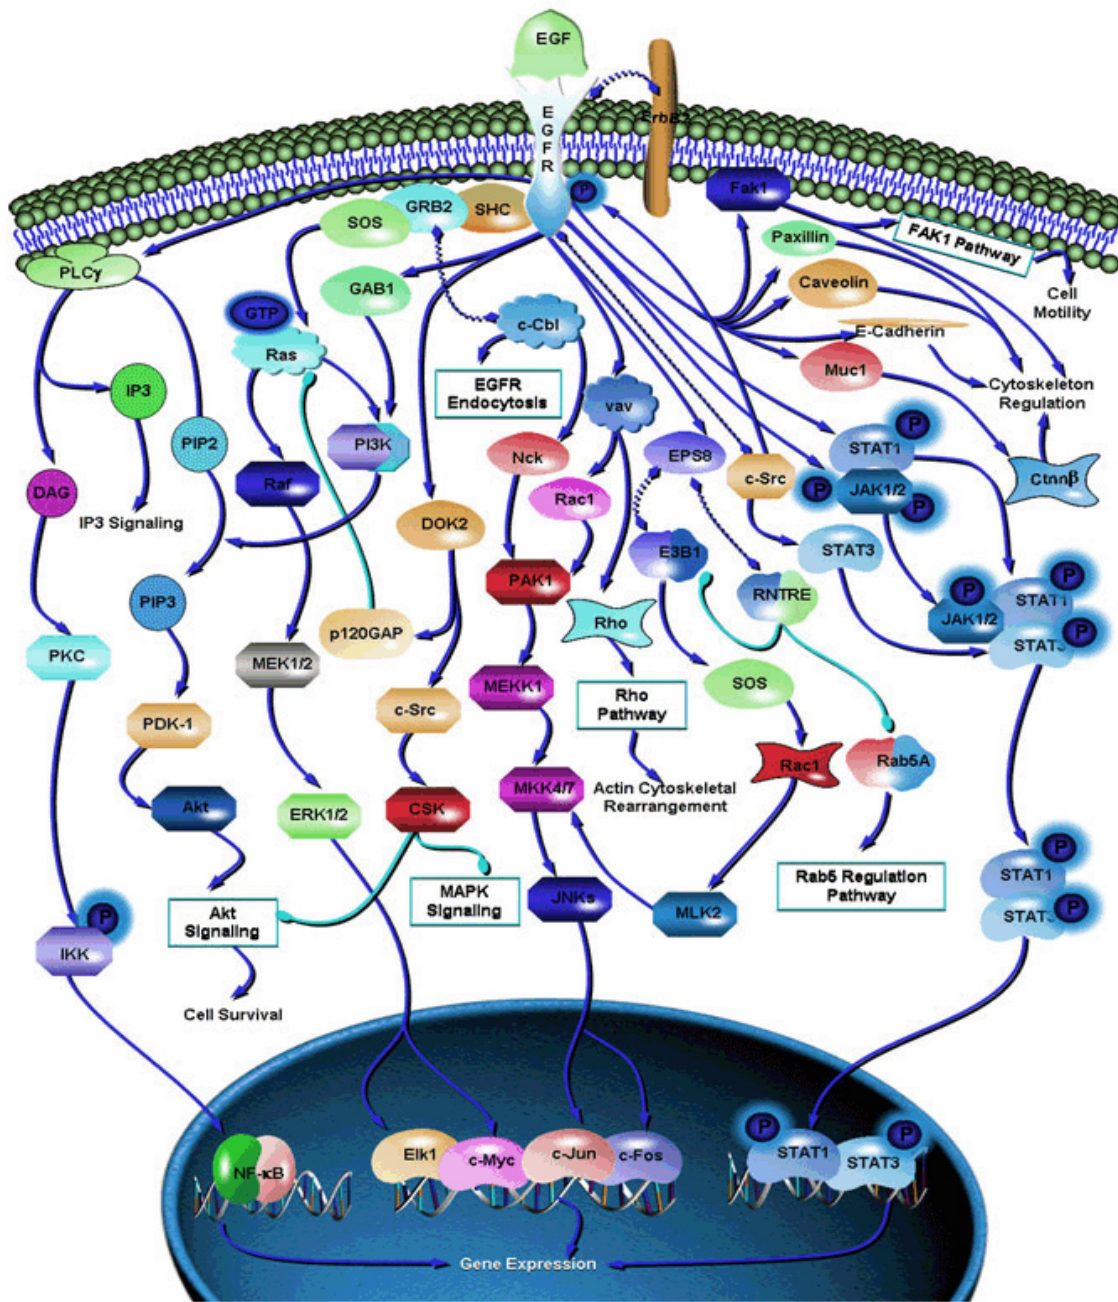 EGF
EGFR
ErbB2
P
Fak1
GRB2
SHC
SOS
Paxillin
FAK1 Pathway
PLCγ
GAB1
Caveolin
Cell
Motility
GTP
c-Cbl
E-Cadherin
Ras
Muc1
IP3
EGFR
Endocytosis
vav
Cytoskeleton
Regulation
PIP2
PI3K
P
STAT1
Nck
EPS8
Raf
c-Src
P
JAK1/2
P
Ctnnβ
DAG
Rac1
IP3 Signaling
DOK2
E3B1
STAT3
PAK1
P
RNTRE
P
STAT1
PIP3
JAK1/2
p120GAP
Rho
P
STAT3
PKC
MEK1/2
MEKK1
SOS
Rho
Pathway
PDK-1
c-Src
Rac1
Rab5A
MKK4/7
Actin Cytoskeletal
Rearrangement
Akt
ERK1/2
CSK
P
STAT1
Rab5 Regulation
Pathway
MAPK
Signaling
JNKs
P
Akt
Signaling
MLK2
P
STAT3
IKK
Cell Survival
P
P
NF-κB
Elk1
c-Myc
c-Jun
c-Fos
STAT1
STAT3
Gene Expression